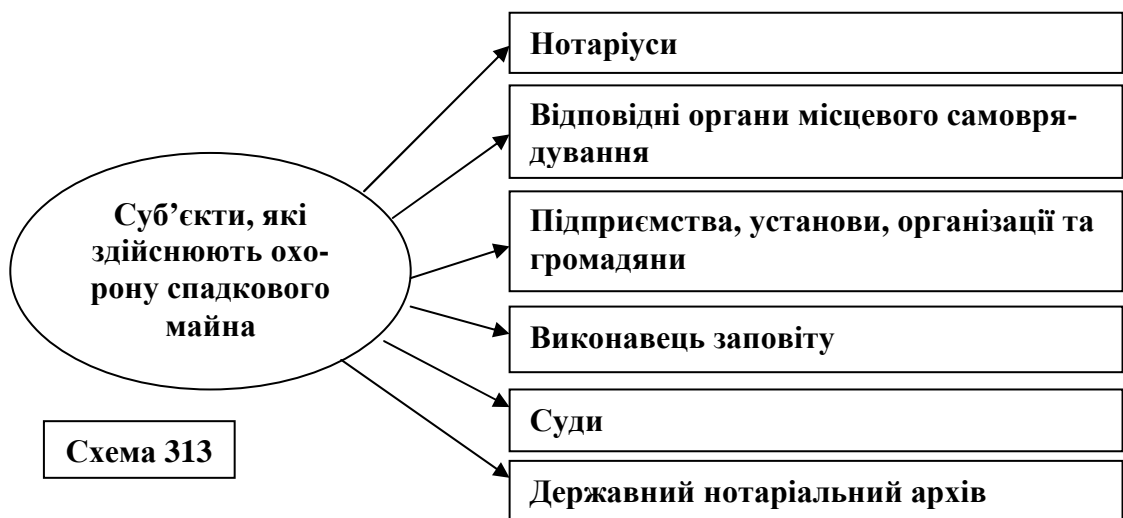 Нотаріуси
Відповідні органи місцевого самовря-
дування
Суб’єкти, які
здійснюють охо-
рону спадкового
майна
Підприємства, установи, організації та
громадяни
Виконавець заповіту
Суди
Схема 313
Державний нотаріальний архів